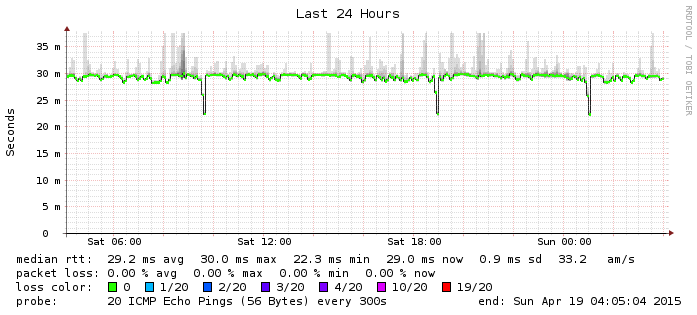 Last 24 Hours
RRDTOOL / TOBI OETIKER
Seconds
35 m
30 m
25 m
20 m
15 m
10 m
5 m
0
Sat 06:00 Sat 12:00 Sat 18:00 Sun 00:00
median rtt: 29.2 ms avg 30.0 ms max 22.3 ms min 29.0 ms now 0.9 ms sd 33.2 am/s
packet loss: 0.00 % avg 0.00 % max 0.00 % min 0.00 % now
loss color: 0 1/20 2/20 3/20 4/20 10/20 19/20
probe: 20 ICMP Echo Pings (56 Bytes) every 300s end: Sun Apr 19 04:05:04 2015